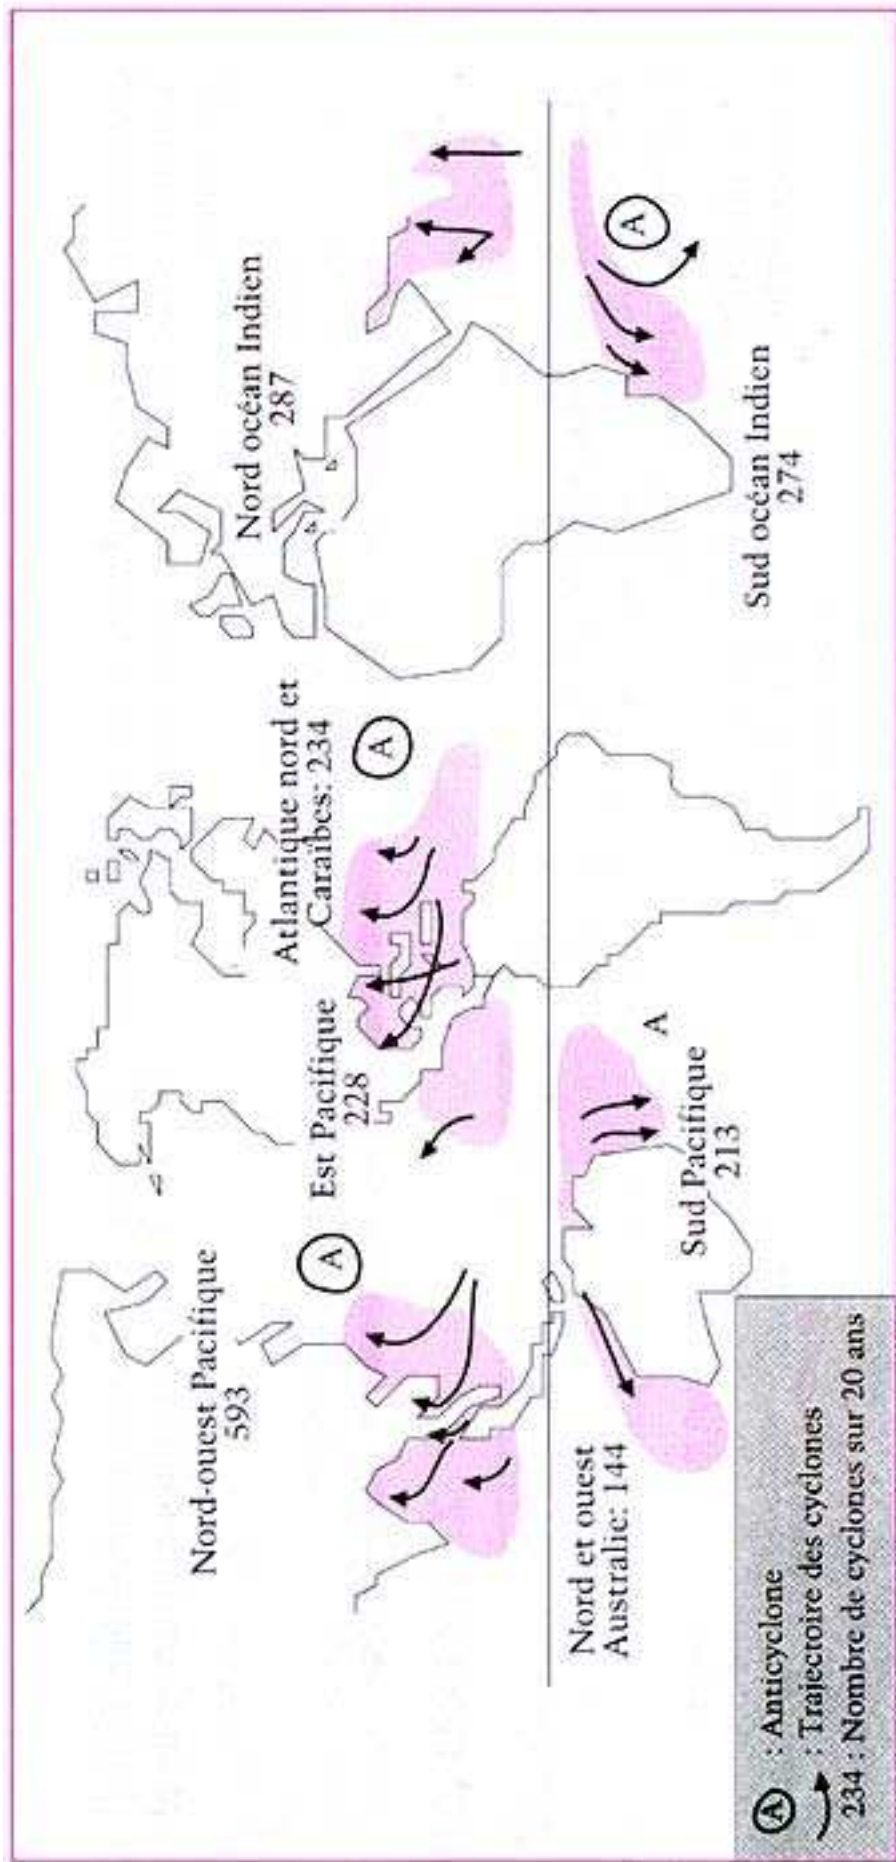 Nord-ouest Pacifique
593
Est Pacifique
228
Atlantique nord et
Caraïbes: 234
Nord océan Indien
287
A
A
A
A
Nord et ouest
Australie: 144
Sud Pacifique
213
Sud océan Indien
274
A : Anticyclone
: Trajectoire des cyclones
234 : Nombre de cyclones sur 20 ans